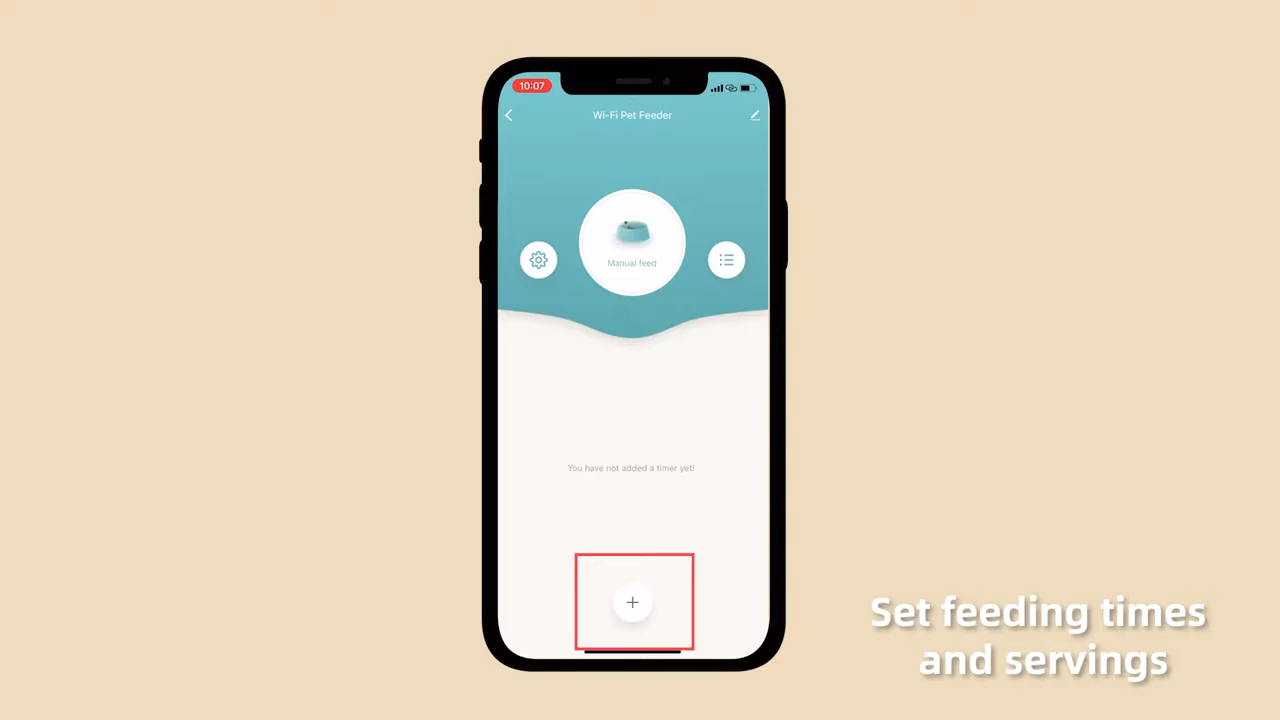 10:07
Wi-Fi Pet Feeder
Manual feed
You have not added a timer yet!
Set feeding times
and servings